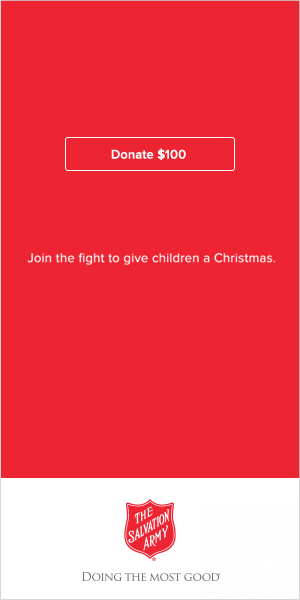 Donate $100
Join the fight to give children a Christmas.
THE
SALVATION
ARMY
®
DOING THE MOST GOOD®